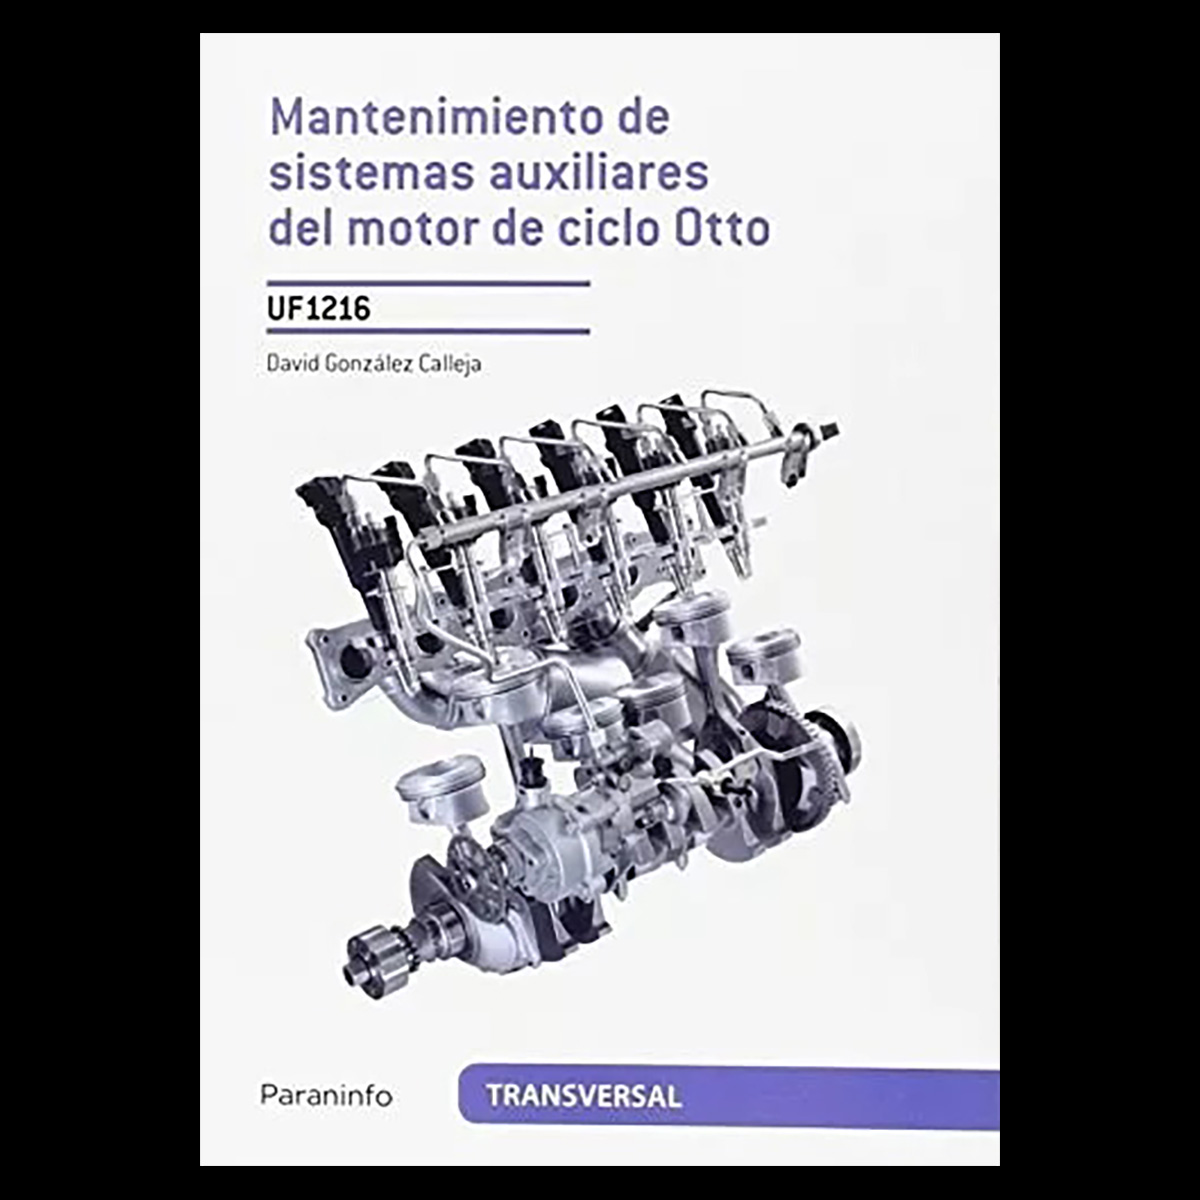 Mantenimiento de
sistemas auxiliares
del motor de ciclo Otto
UF1216
David González Calleja
Paraninfo
TRANSVERSAL